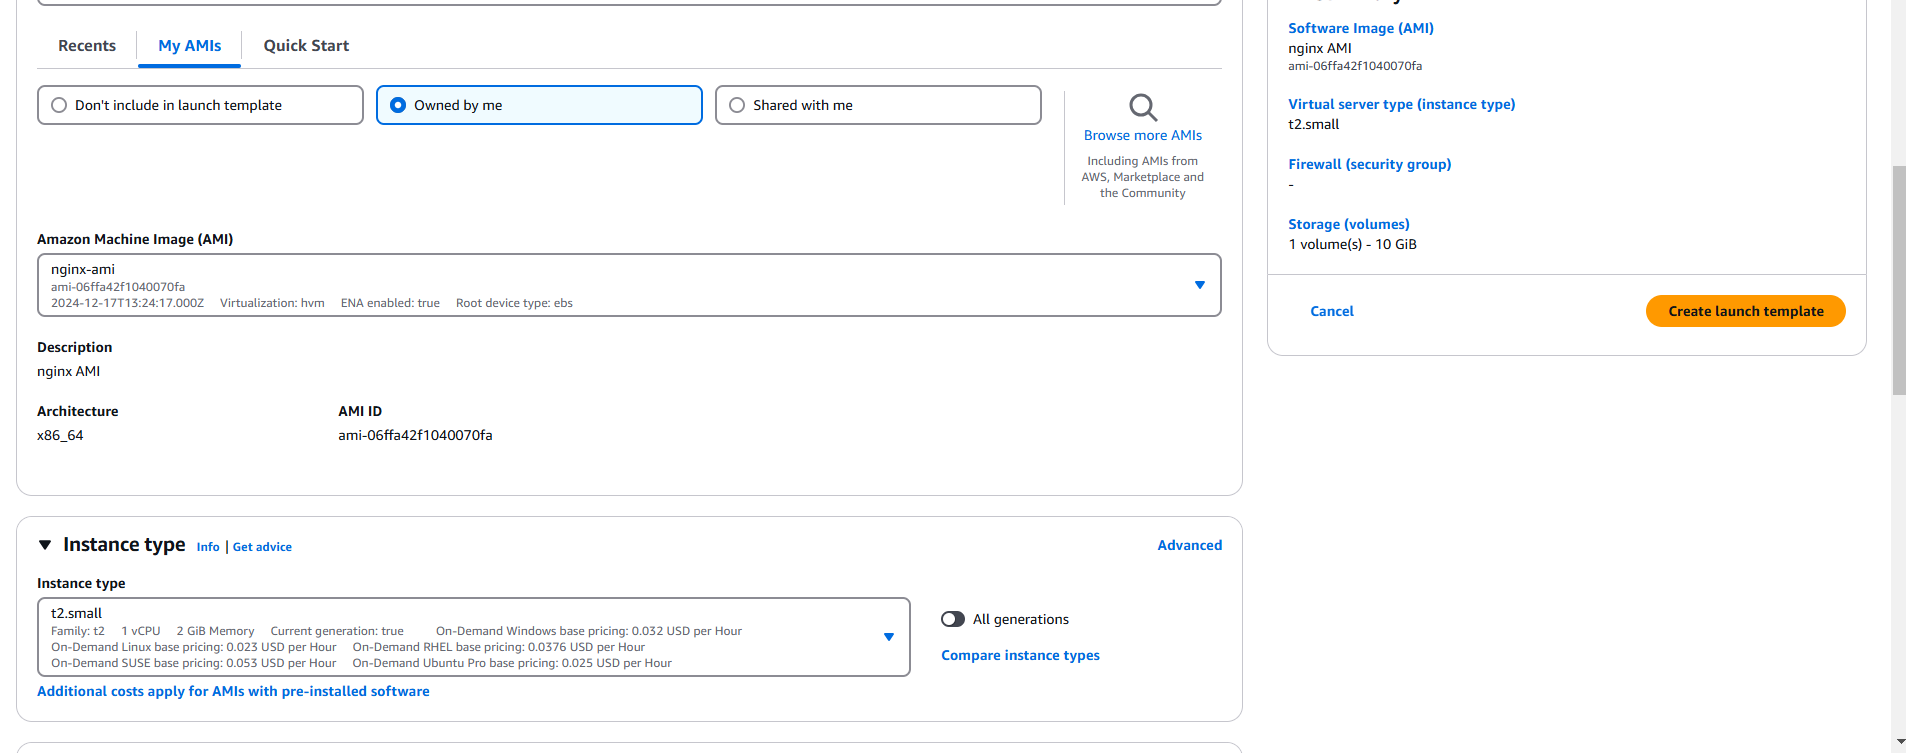 Recents
My AMIs
Quick Start
Don't include in launch template
Owned by me
Shared with me
Browse more AMIs
Including AMIs from
AWS, Marketplace and
the Community
Amazon Machine Image (AMI)
nginx-ami
ami-06ffa42f1040070fa
2024-12-17T13:24:17.000Z Virtualization: hvm ENA enabled: true Root device type: ebs
Description
nginx AMI
Architecture
AMI ID
x86_64
ami-06ffa42f1040070fa
Instance type Info | Get advice
Advanced
Instance type
t2.small
Family: t2 1 vCPU 2 GiB Memory Current generation: true On-Demand Windows base pricing: 0.032 USD per Hour
On-Demand Linux base pricing: 0.023 USD per Hour On-Demand RHEL base pricing: 0.0376 USD per Hour
On-Demand SUSE base pricing: 0.053 USD per Hour On-Demand Ubuntu Pro base pricing: 0.025 USD per Hour
All generations
Compare instance types
Additional costs apply for AMIs with pre-installed software
Software Image (AMI)
nginx AMI
ami-06ffa42f1040070fa
Virtual server type (instance type)
t2.small
Firewall (security group)
-
Storage (volumes)
1 volume(s) - 10 GiB
Cancel
Create launch template